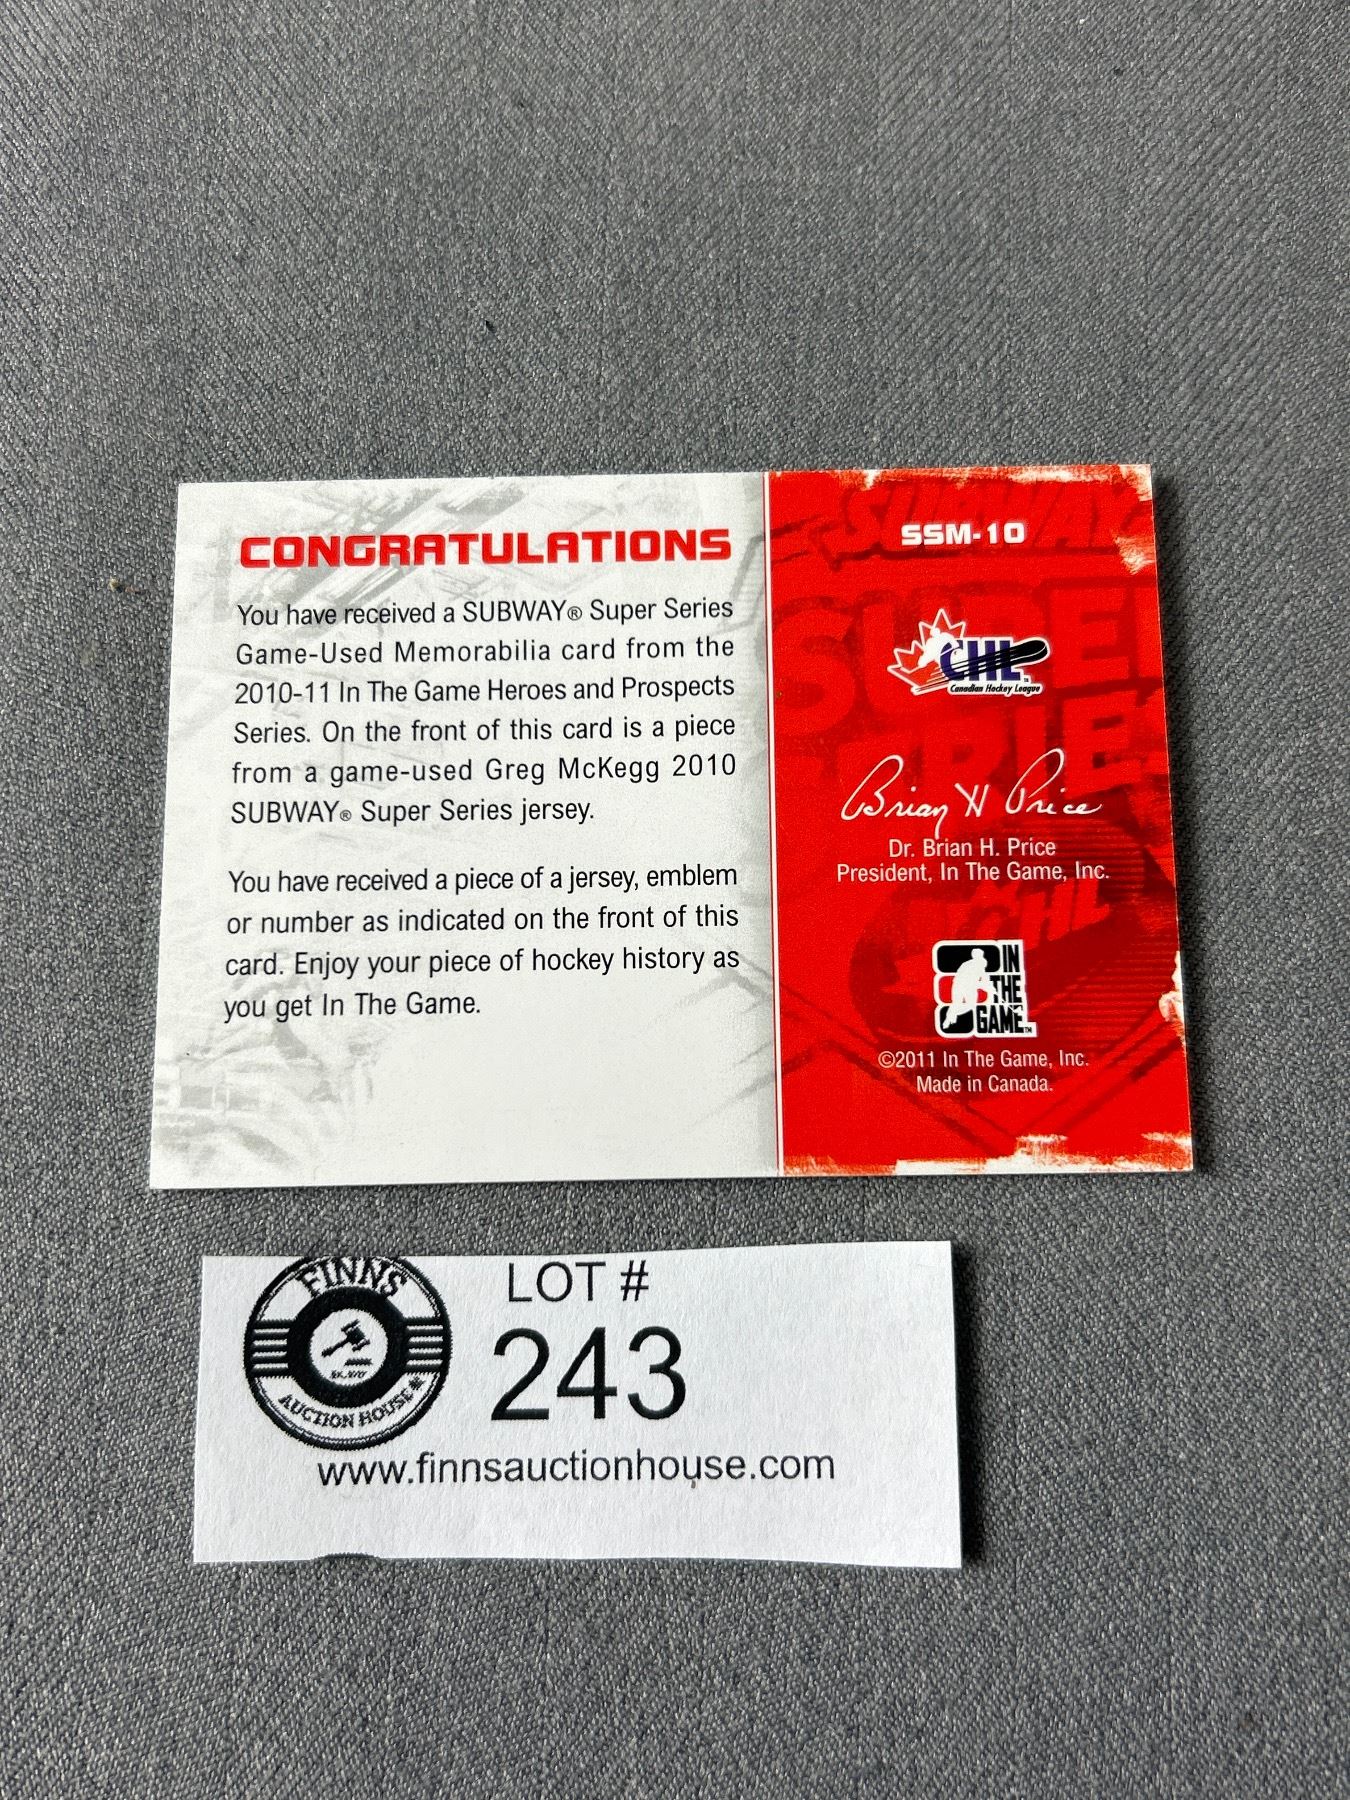 CONGRATULATIONS
You have received a SUBWAY® Super Series
Game-Used Memorabilia card from the
2010-11 In The Game Heroes and Prospects
Series. On the front of this card is a piece
from a game-used Greg McKegg 2010
SUBWAY® Super Series jersey.
You have received a piece of a jersey, emblem
or number as indicated on the front of this
card. Enjoy your piece of hockey history as
you get In The Game.
SUBWAY
SUPER
SERIES
SSM-10
CHL™
Canadian Hockey League
Brian H Price
Dr. Brian H. Price
President, In The Game, Inc.
CHL
IN
THE
GAME™
©2011 In The Game, Inc.
Made in Canada.
FINNS
AUCTION HOUSE
LOT #
243
www.finnsauctionhouse.com